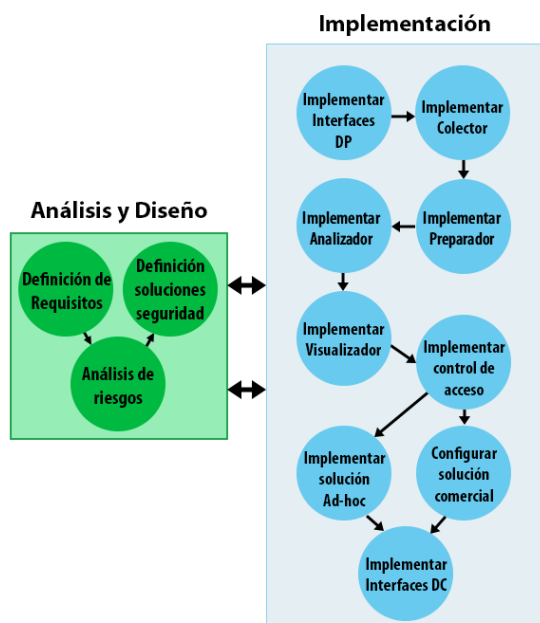 Implementación
Implementar
Interfaces
DP
Implementar
Colector
Implementar
Analizador
Implementar
Preparador
Análisis y Diseño
Definición de
Requisitos
Definición
soluciones
seguridad
Análisis de
riesgos
Implementar
Visualizador
Implementar
control de
acceso
Implementar
solución
Ad-hoc
Configurar
solución
comercial
Implementar
Interfaces DC